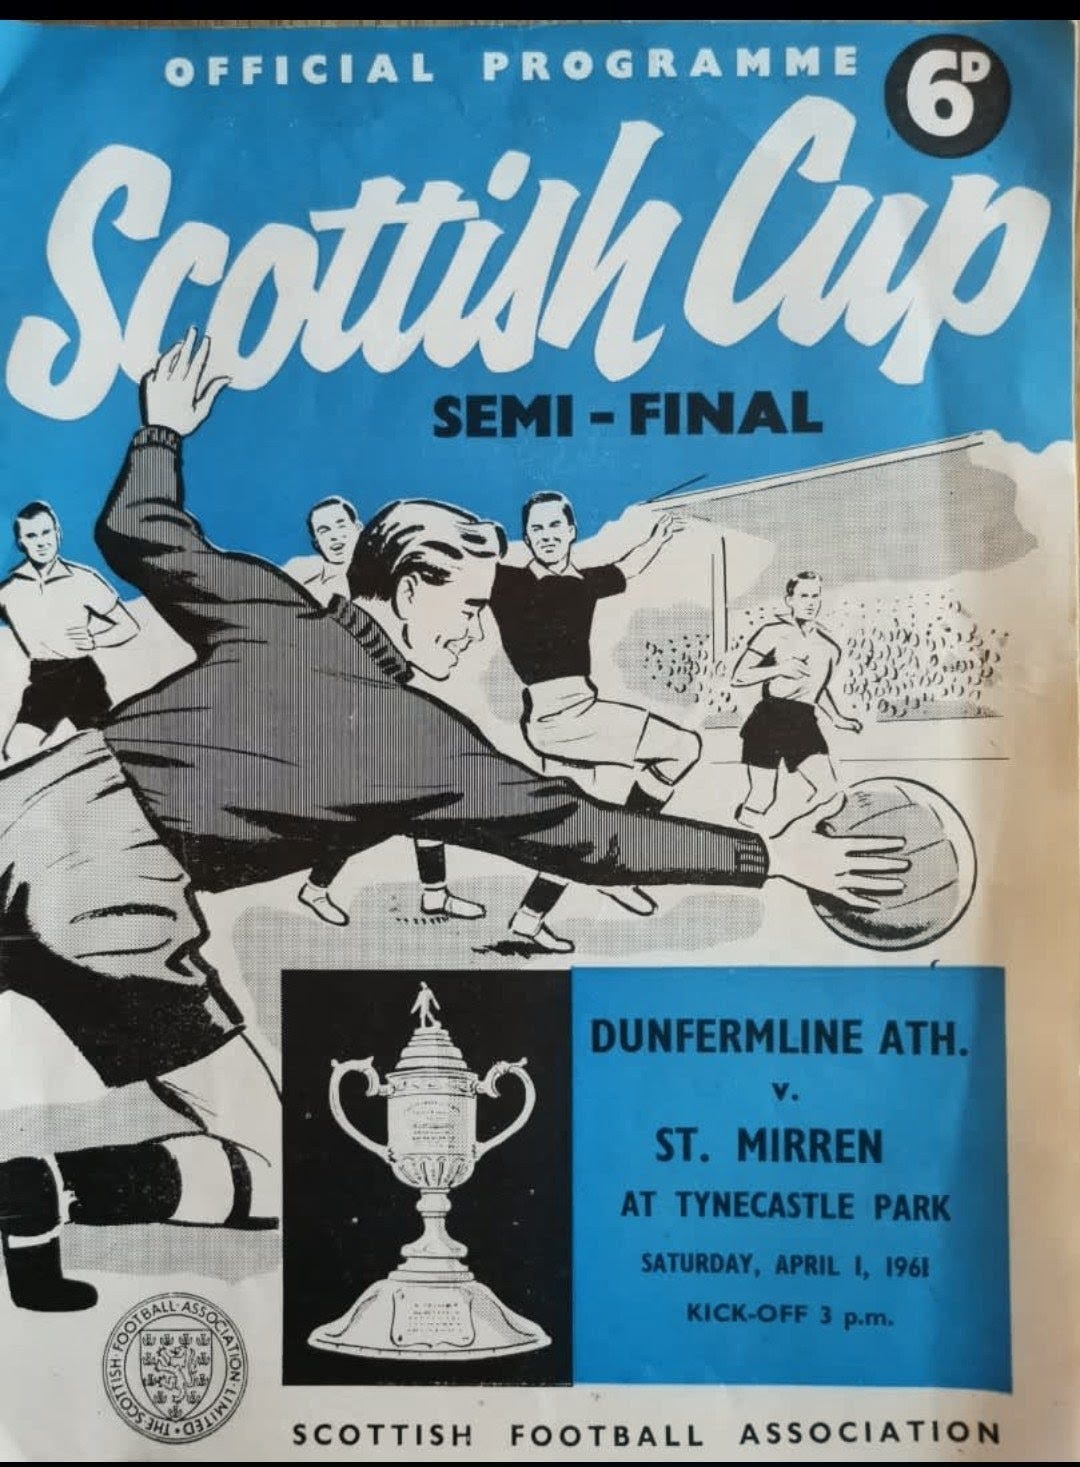 OFFICIAL PROGRAMME
6D
Scottish Cup
SEMI - FINAL
DUNFERMLINE ATH.
v.
ST. MIRREN
AT TYNECASTLE PARK
SATURDAY, APRIL 1, 1961
KICK-OFF 3 p.m.
THE SCOTTISH FOOTBALL ASSOCIATION LIMITED
SCOTTISH FOOTBALL ASSOCIATION